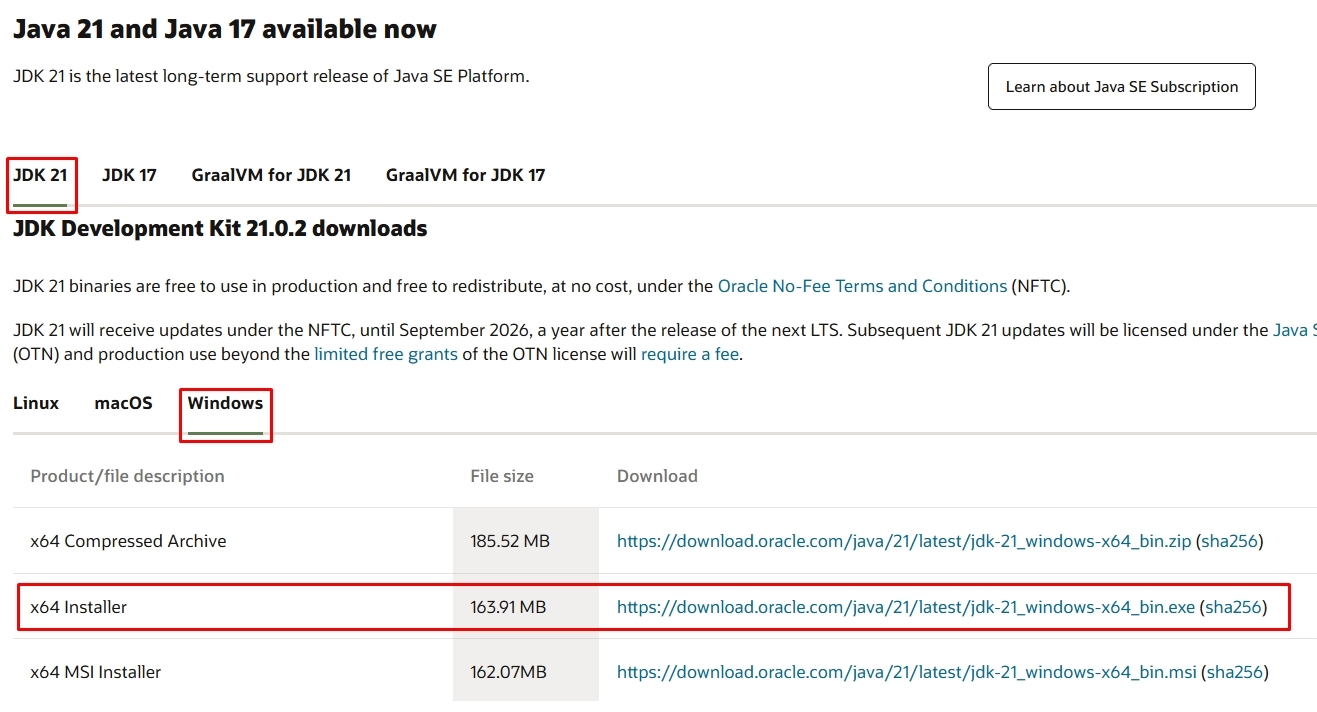 Java 21 and Java 17 available now
JDK 21 is the latest long-term support release of Java SE Platform.
Learn about Java SE Subscription
JDK 21 JDK 17 GraalVM for JDK 21 GraalVM for JDK 17
JDK Development Kit 21.0.2 downloads
JDK 21 binaries are free to use in production and free to redistribute, at no cost, under the Oracle No-Fee Terms and Conditions (NFTC).
JDK 21 will receive updates under the NFTC, until September 2026, a year after the release of the next LTS. Subsequent JDK 21 updates will be licensed under the Java
(OTN) and production use beyond the limited free grants of the OTN license will require a fee.
Linux macOS Windows
Product/file description File size Download
x64 Compressed Archive 185.52 MB https://download.oracle.com/java/21/latest/jdk-21_windows-x64_bin.zip (sha256)
x64 Installer 163.91 MB https://download.oracle.com/java/21/latest/jdk-21_windows-x64_bin.exe (sha256)
x64 MSI Installer 162.07MB https://download.oracle.com/java/21/latest/jdk-21_windows-x64_bin.msi (sha256)